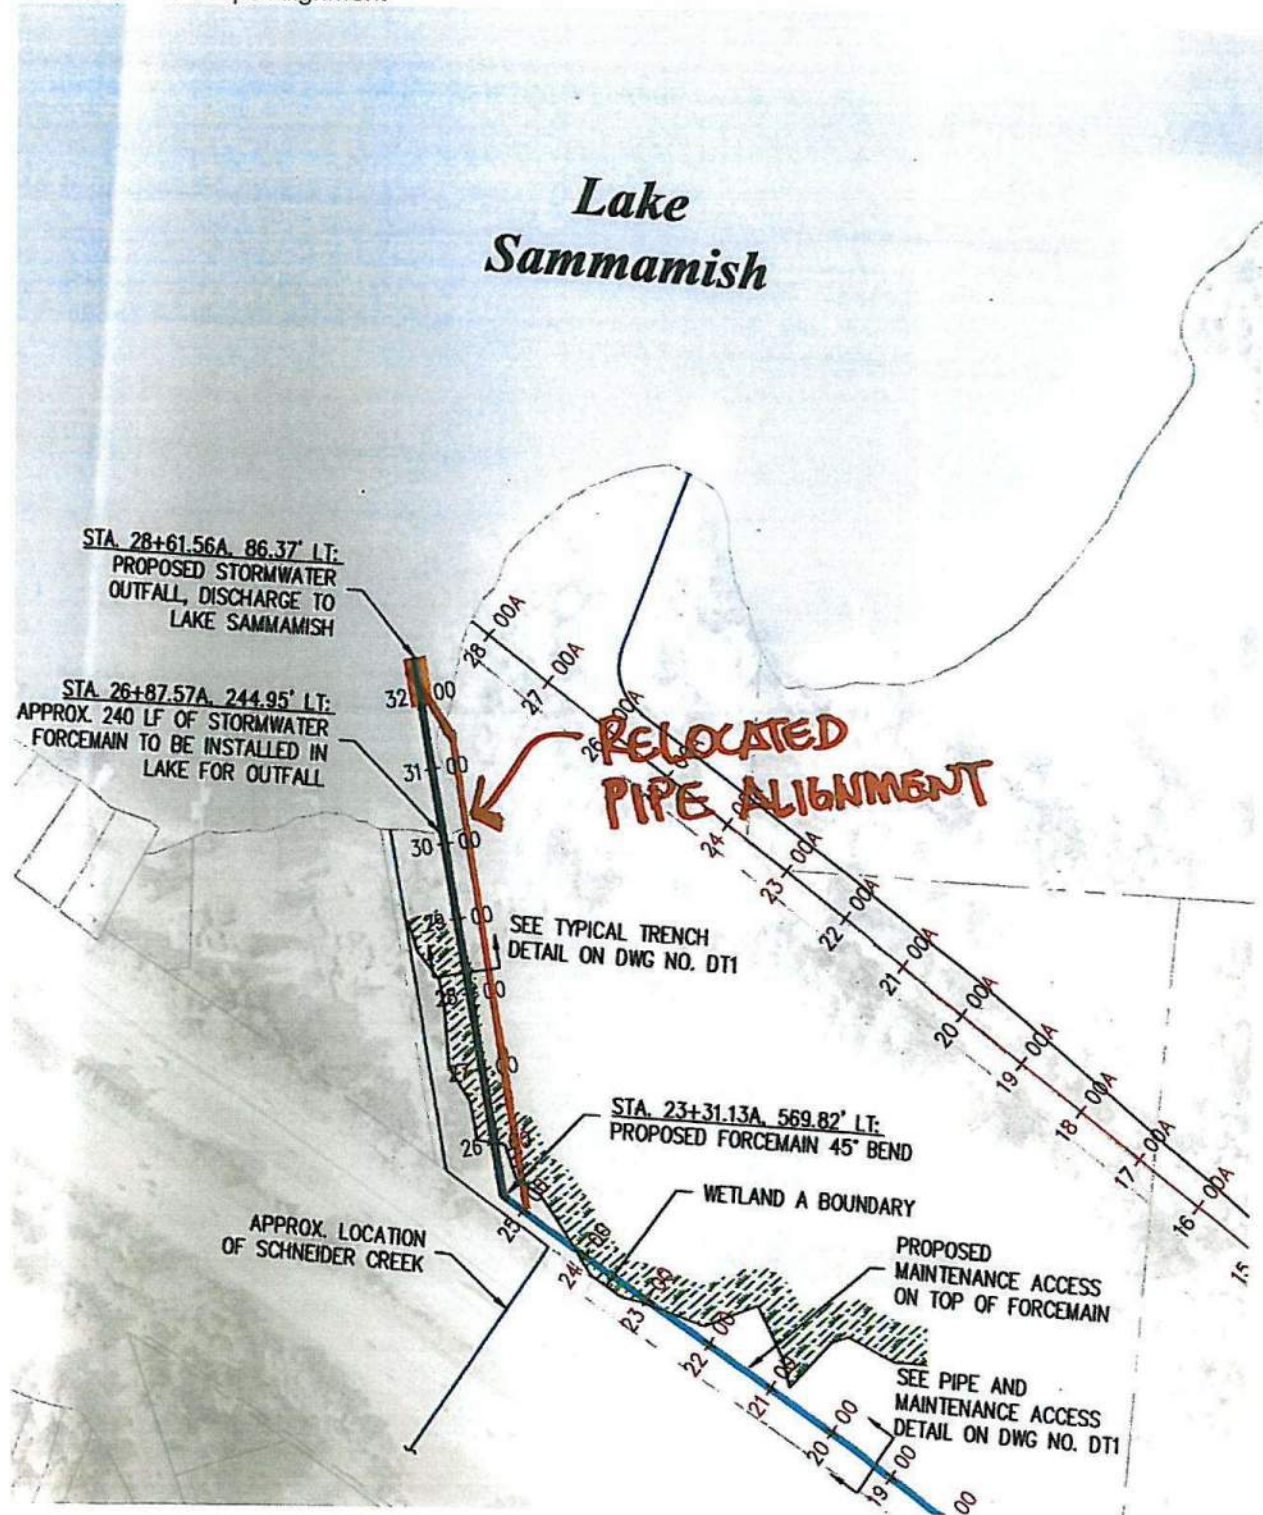 Lake
Sammamish
STA. 28+61.56A, 86.37' LT:
PROPOSED STORMWATER
OUTFALL, DISCHARGE TO
LAKE SAMMAMISH
STA. 26+87.57A, 244.95' LT:
APPROX. 240 LF OF STORMWATER
FORCEMAIN TO BE INSTALLED IN
LAKE FOR OUTFALL
RELOCATED
PIPE ALIGNMENT
SEE TYPICAL TRENCH
DETAIL ON DWG NO. DT1
STA. 23+31.13A, 569.82' LT:
PROPOSED FORCEMAIN 45° BEND
WETLAND A BOUNDARY
APPROX. LOCATION
OF SCHNEIDER CREEK
PROPOSED
MAINTENANCE ACCESS
ON TOP OF FORCEMAIN
SEE PIPE AND
MAINTENANCE ACCESS
DETAIL ON DWG NO. DT1
32 00
31 00
30 00
29 00
28 00
27 00
26 00
25 00
24 00
23 00
22 00
21 00
20 00
19 00
00
28 00A
27 00A
26 00A
24 00A
23 00A
22 00A
21 00A
20 00A
19 00A
18 00A
17 00A
16 00A
15